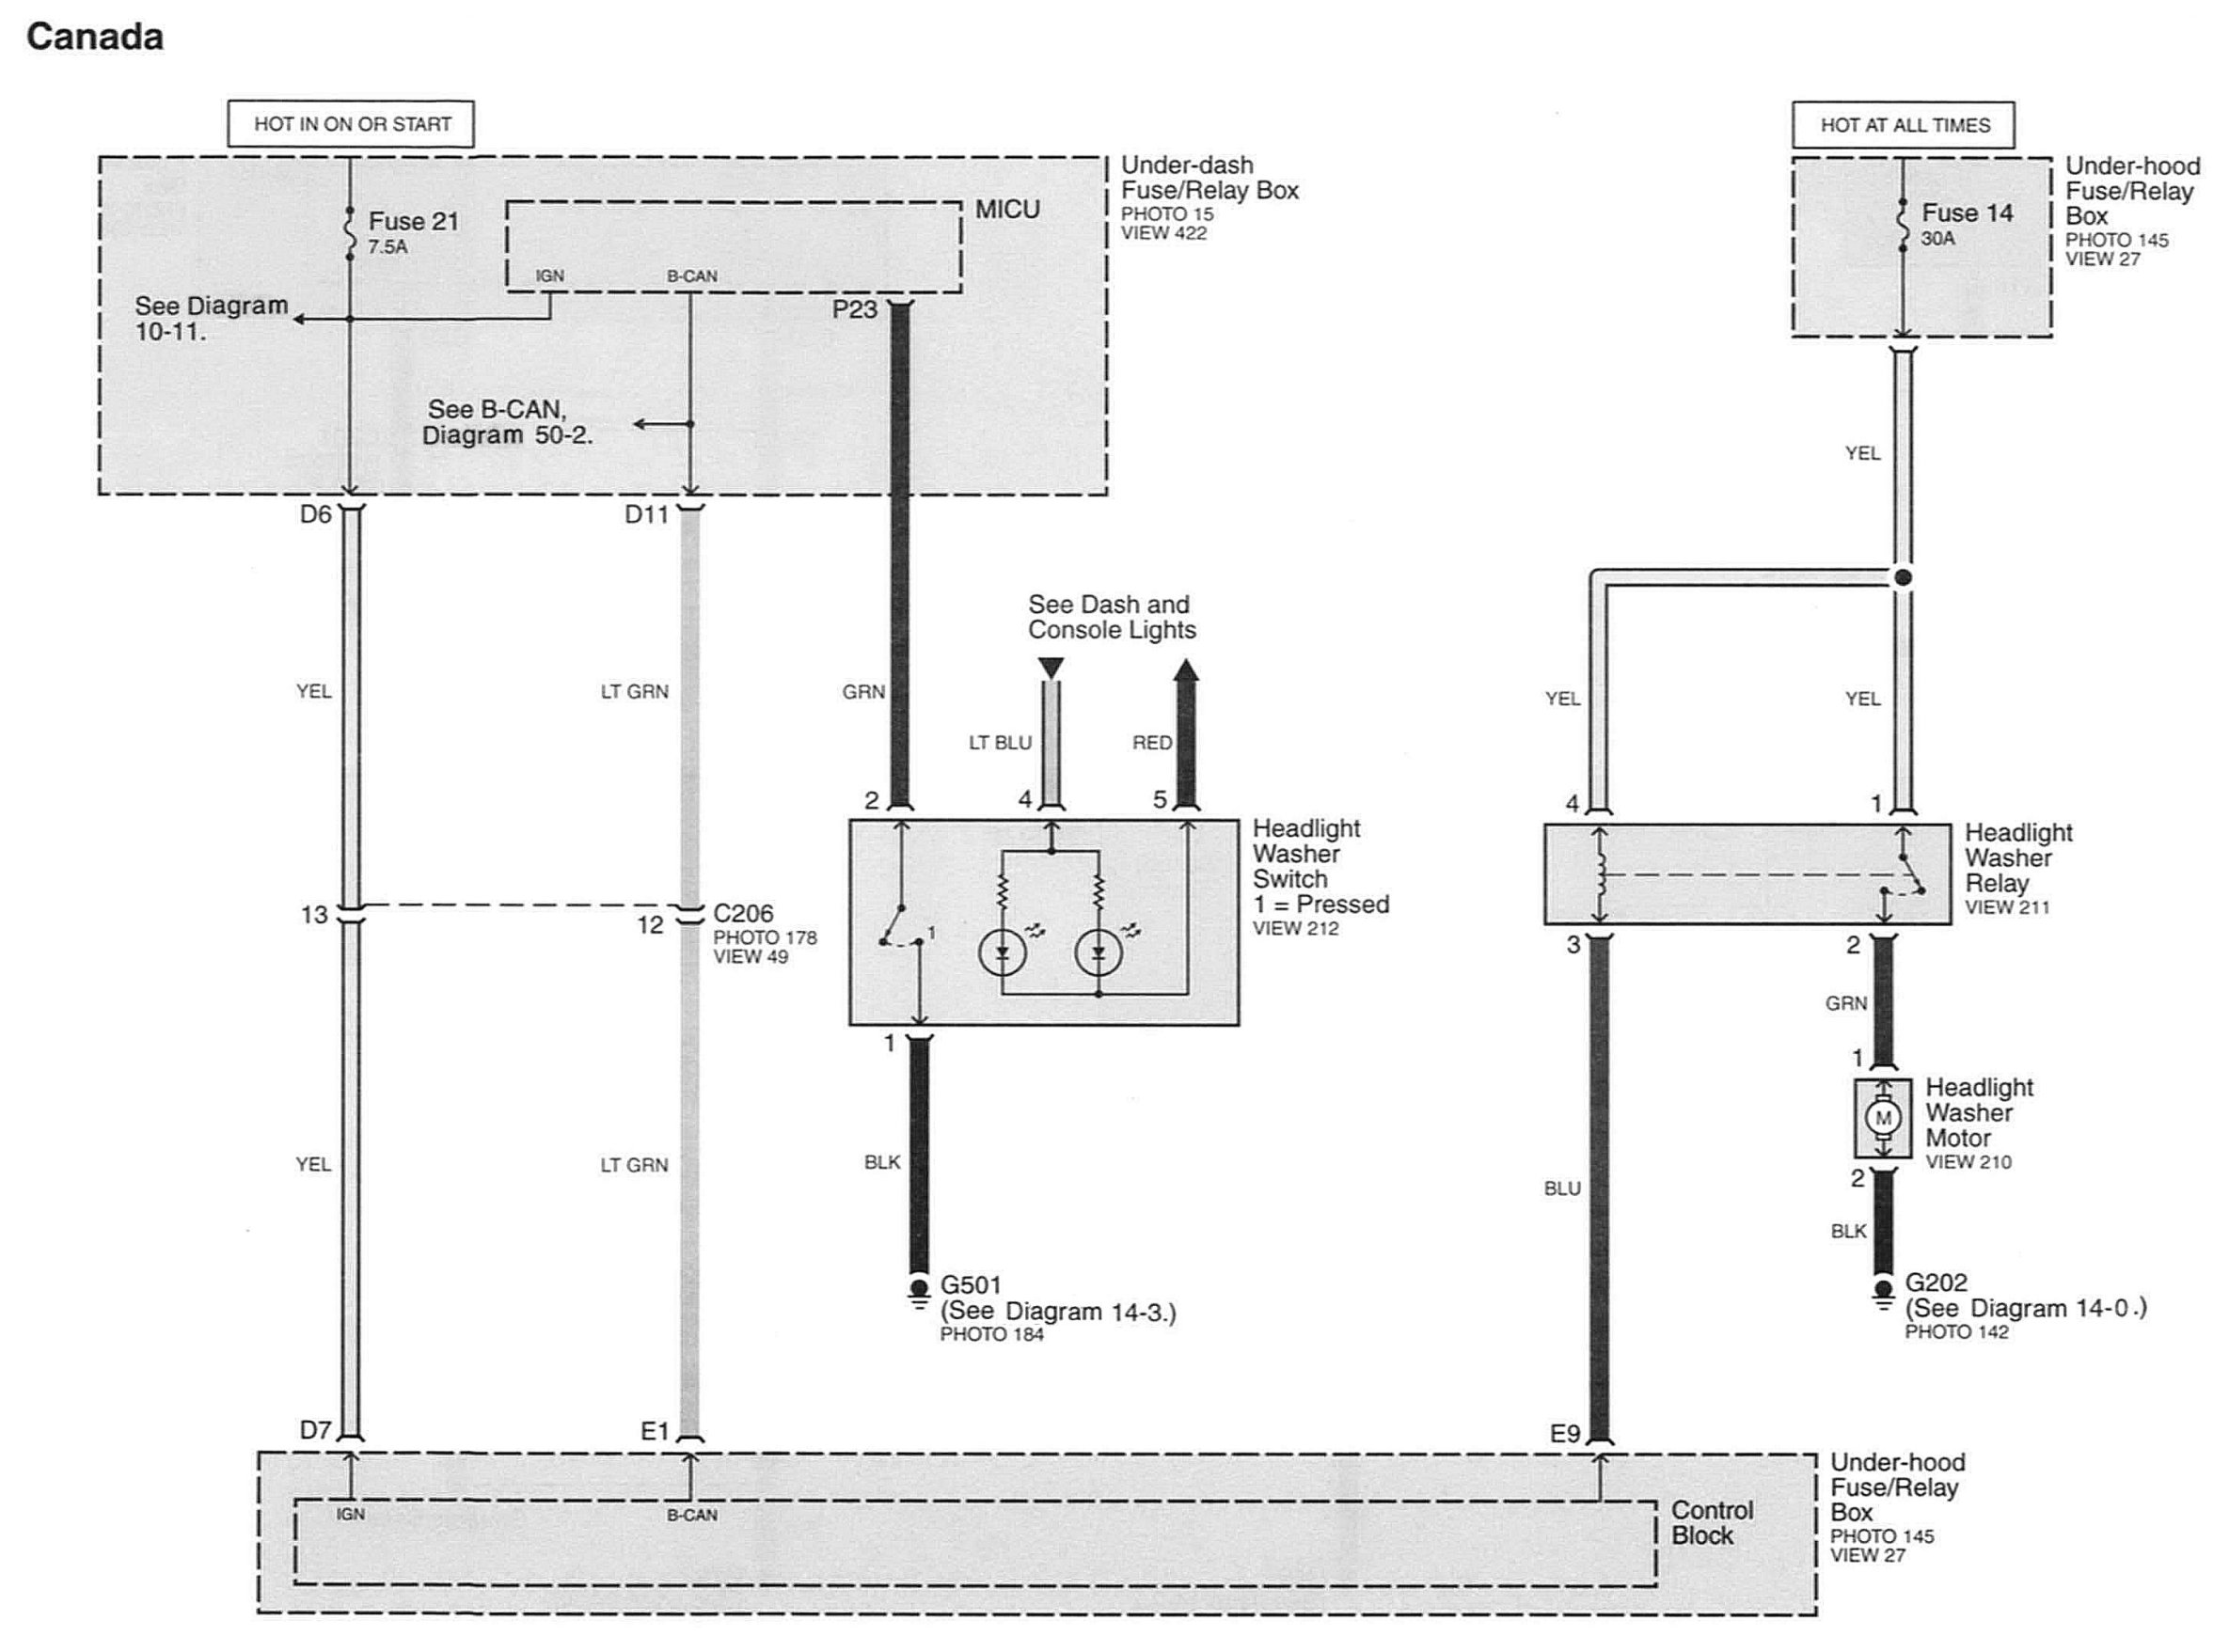 Canada
HOT IN ON OR START
HOT AT ALL TIMES
Under-dash
Fuse/Relay Box
PHOTO 15
VIEW 422
MICU
Fuse 21
7.5A
IGN
B-CAN
P23
See Diagram
10-11.
See B-CAN,
Diagram 50-2.
Under-hood
Fuse/Relay
Box
PHOTO 145
VIEW 27
Fuse 14
30A
YEL
D6
D11
YEL
LT GRN
GRN
See Dash and
Console Lights
LT BLU
RED
YEL
YEL
2
4
5
4
1
Headlight
Washer
Switch
1 = Pressed
VIEW 212
1
Headlight
Washer
Relay
VIEW 211
13
12
C206
PHOTO 178
VIEW 49
3
2
1
GRN
1
Headlight
Washer
Motor
VIEW 210
M
2
YEL
LT GRN
BLK
BLU
BLK
G501
(See Diagram 14-3.)
PHOTO 184
G202
(See Diagram 14-0.)
PHOTO 142
D7
E1
E9
IGN
B-CAN
Control
Block
Under-hood
Fuse/Relay
Box
PHOTO 145
VIEW 27